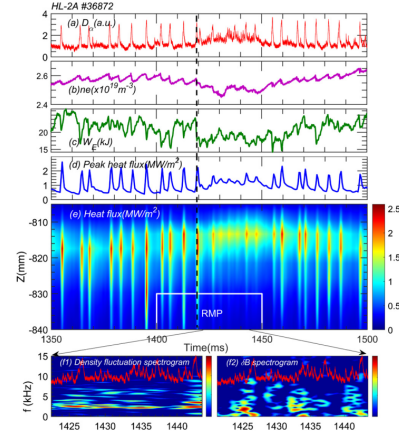 HL-2A #36872
(a) Dα(a.u.)
4
2
0
(b)ne(x10^19m^-3)
2.6
2.4
(c) W_E(kJ)
20
15
(d) Peak heat flux(MW/m²)
2
1
0
(e) Heat flux(MW/m²)
Z(mm)
-810
-820
-830
-840
RMP
2.5
2
1.5
1
0.5
0
1350 1400 1450 1500
Time(ms)
(f1) Density fluctuation spectrogram
(f2) spectrogram
f (kHz)
15
10
5
0
1425 1430 1435 1440
1425 1430 1435 1440